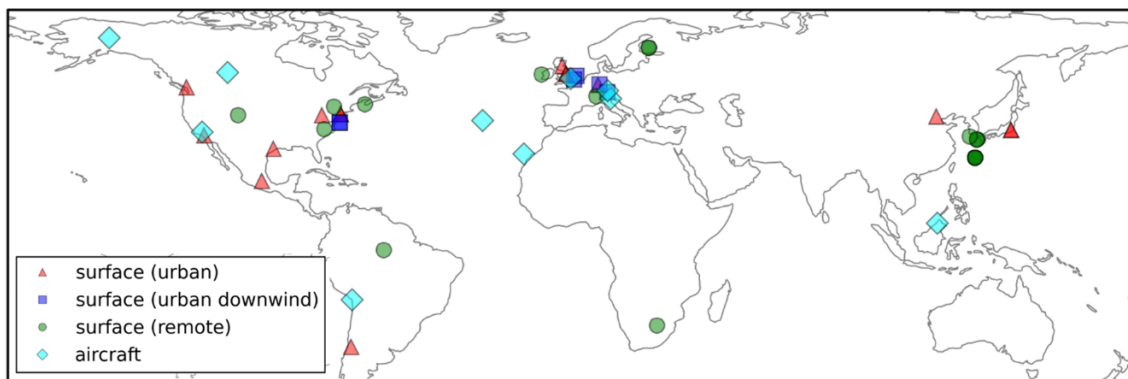 surface (urban)
surface (urban downwind)
surface (remote)
aircraft